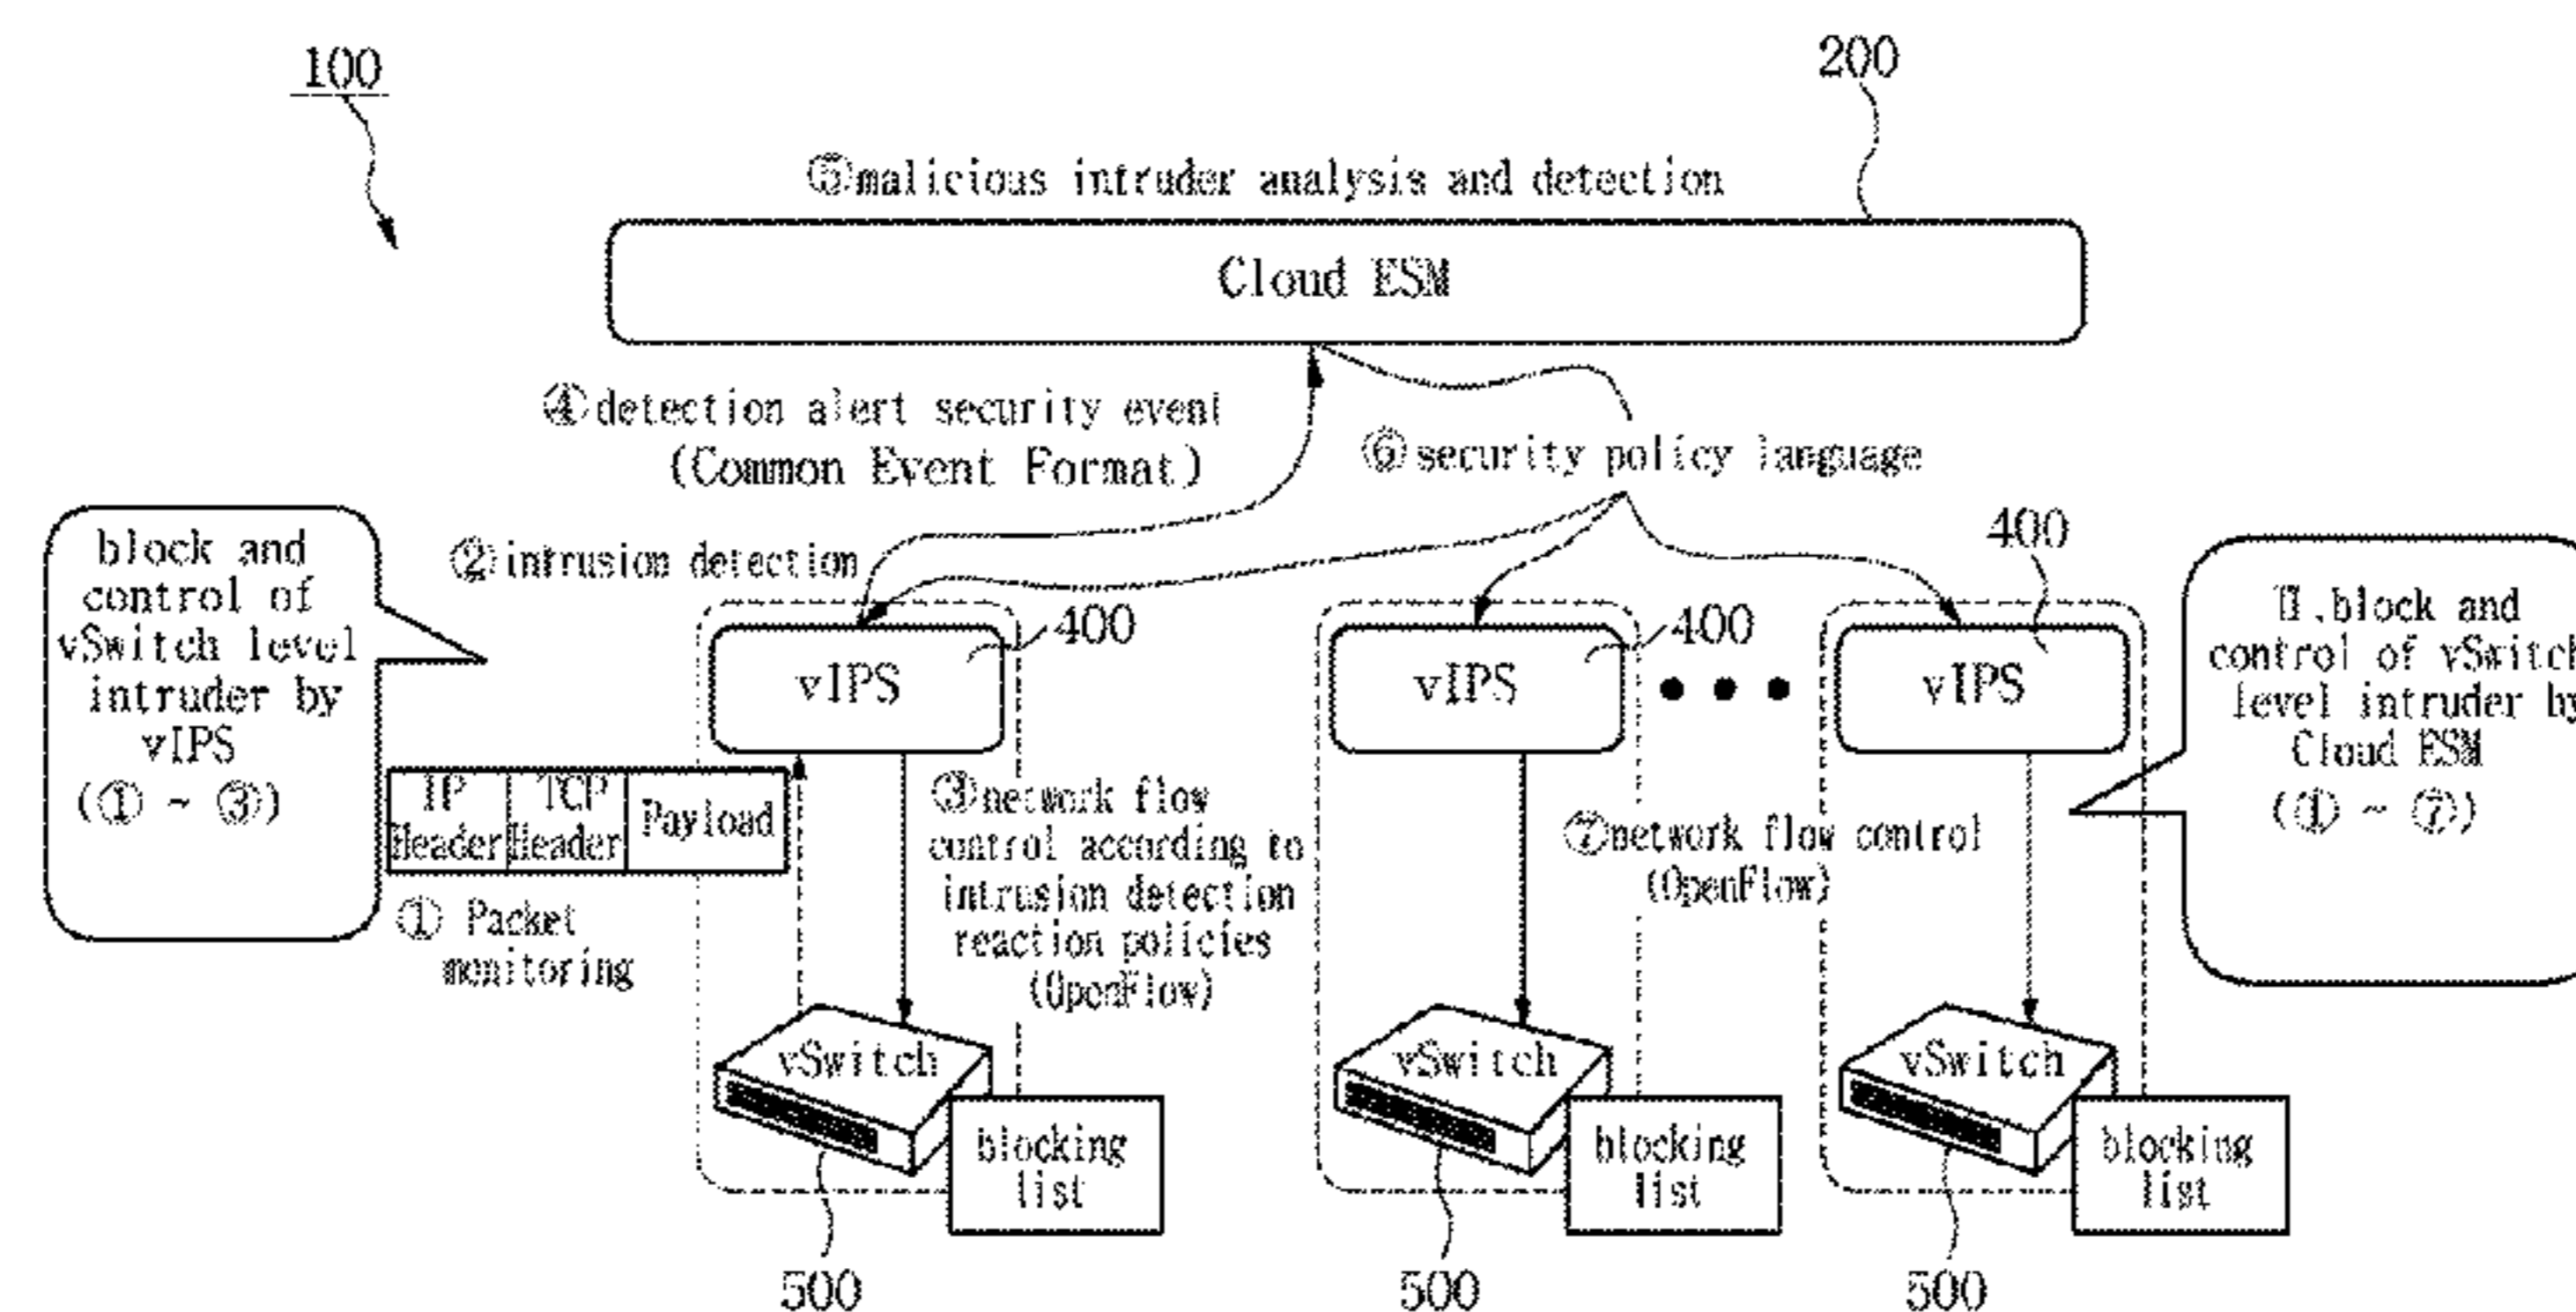 100
200
⑤malicious intruder analysis and detection
Cloud ESM
④detection alert security event
(Common Event Format)
⑥security policy language
block and
control of
vSwitch level
intruder by
vIPS
(① ~ ③)
②intrusion detection
400
vIPS
400
vIPS
400
vIPS
II.block and
control of vSwitch
level intruder by
Cloud ESM
(① ~ ⑦)
IP
Header
TCP
Header
Payload
① Packet
monitoring
③network flow
control according to
intrusion detection
reaction policies
(OpenFlow)
⑦network flow control
(OpenFlow)
vSwitch
blocking
list
500
vSwitch
blocking
list
500
vSwitch
blocking
list
500